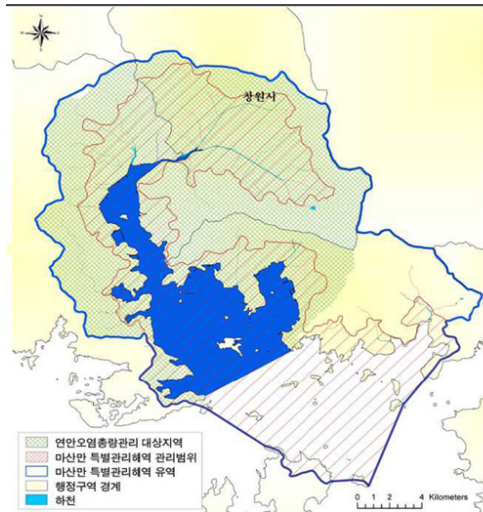 창원시
연안오염총량관리 대상지역
마산만 특별관리해역 관리범위
마산만 특별관리해역 유역
행정구역 경계
하천
0 1 2 4 Kilometers